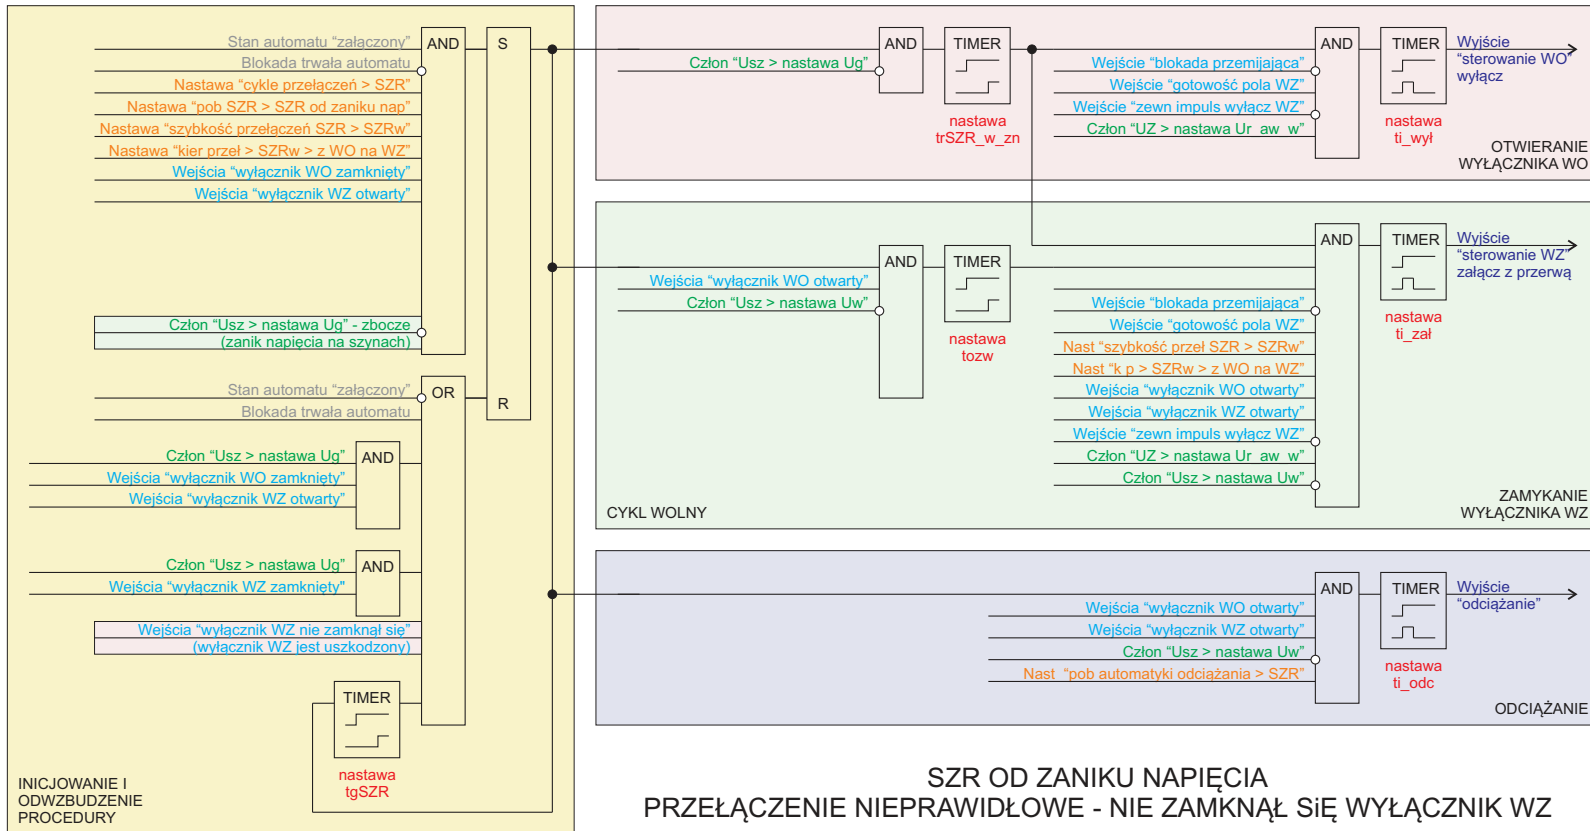 Stan automatu “załączony”
Blokada trwała automatu
Nastawa “cykle przełączeń > SZR”
Nastawa “pob SZR > SZR od zaniku nap”
Nastawa “szybkość przełączeń SZR > SZRw”
Nastawa “kier przeł > SZRw > z WO na WZ”
Wejścia “wyłącznik WO zamknięty”
Wejścia “wyłącznik WZ otwarty”
Człon “Usz > nastawa Ug” - zbocze
(zanik napięcia na szynach)
AND
S
R
Stan automatu “załączony”
Blokada trwała automatu
OR
Człon “Usz > nastawa Ug”
Wejścia “wyłącznik WO zamknięty”
Wejścia “wyłącznik WZ otwarty”
AND
Człon “Usz > nastawa Ug”
Wejścia “wyłącznik WZ zamknięty”
AND
Wejścia “wyłącznik WZ nie zamknął się”
(wyłącznik WZ jest uszkodzony)
TIMER
nastawa
tgSZR
INICJOWANIE I
ODWZBUDZENIE
PROCEDURY
Człon “Usz > nastawa Ug”
AND
TIMER
nastawa
trSZR_w_zn
Wejście “blokada przemijająca”
Wejście “gotowość pola WZ”
Wejście “zewn impuls wyłącz WZ”
Człon “UZ > nastawa Ur_aw_w”
AND
TIMER
nastawa
ti_wył
Wyjście
“sterowanie WO”
wyłącz
OTWIERANIE
WYŁĄCZNIKA WO
Wejścia “wyłącznik WO otwarty”
Człon “Usz > nastawa Uw”
AND
TIMER
nastawa
tozw
Wejście “blokada przemijająca”
Wejście “gotowość pola WZ”
Nast “szybkość przeł SZR > SZRw”
Nast “k p > SZRw > z WO na WZ”
Wejścia “wyłącznik WO otwarty”
Wejścia “wyłącznik WZ otwarty”
Wejście “zewn impuls wyłącz WZ”
Człon “UZ > nastawa Ur_aw_w”
Człon “Usz > nastawa Uw”
AND
TIMER
nastawa
ti_zał
Wyjście
“sterowanie WZ”
załącz z przerwą
CYKL WOLNY
ZAMYKANIE
WYŁĄCZNIKA WZ
Wejścia “wyłącznik WO otwarty”
Wejścia “wyłącznik WZ otwarty”
Człon “Usz > nastawa Uw”
Nast “pob automatyki odciążania > SZR”
AND
TIMER
nastawa
ti_odc
Wyjście
“odciążanie”
ODCIĄŻANIE
SZR OD ZANIKU NAPIĘCIA
PRZEŁĄCZENIE NIEPRAWIDŁOWE - NIE ZAMKNĄŁ SiĘ WYŁĄCZNIK WZ